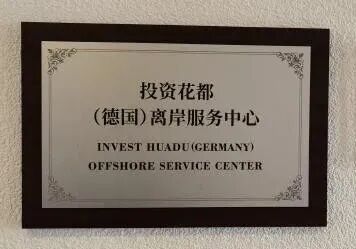 投资花都
（德国）离岸服务中心
INVEST HUADU(GERMANY)
OFFSHORE SERVICE CENTER